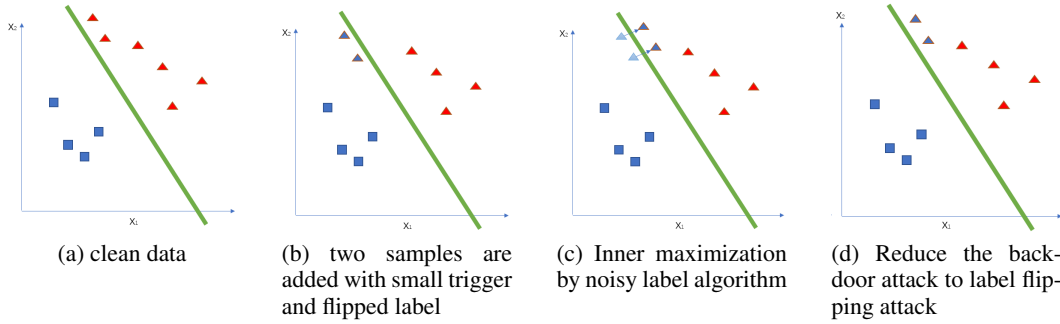 X₂
X₁
(a) clean data
X₂
X₁
(b) two samples are
added with small trigger
and flipped label
X₂
X₁
(c) Inner maximization
by noisy label algorithm
X₂
X₁
(d) Reduce the back-
door attack to label flip-
ping attack